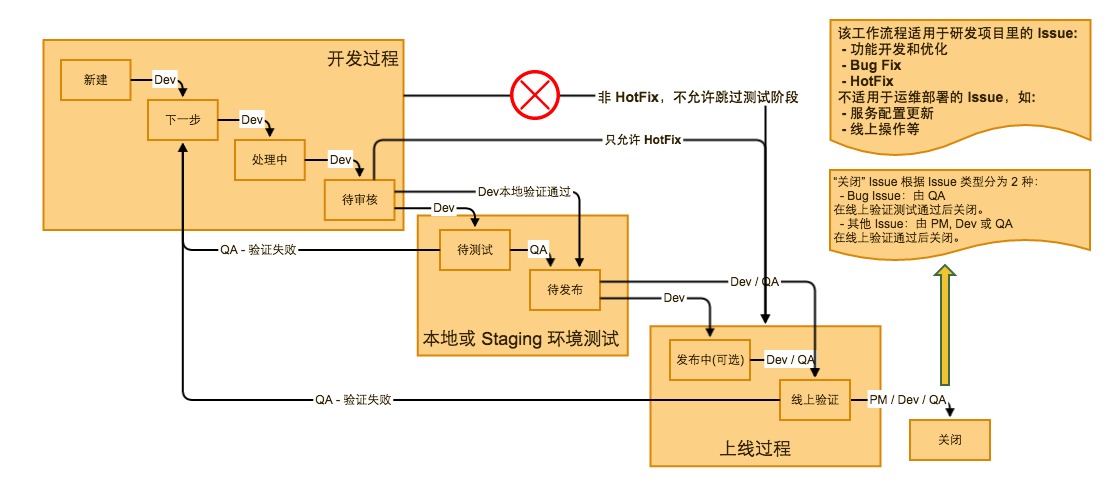 开发过程
新建
Dev
下一步
Dev
处理中
Dev
待审核
非 HotFix，不允许跳过测试阶段
只允许 HotFix
Dev本地验证通过
Dev
QA - 验证失败
待测试
QA
待发布
本地或 Staging 环境测试
Dev / QA
Dev
发布中(可选)
Dev / QA
线上验证
上线过程
QA - 验证失败
PM / Dev / QA
关闭
该工作流程适用于研发项目里的 Issue:
- 功能开发和优化
- Bug Fix
- HotFix
不适用于运维部署的 Issue，如:
- 服务配置更新
- 线上操作等
“关闭” Issue 根据 Issue 类型分为 2 种：
- Bug Issue：由 QA
在线上验证测试通过后关闭。
- 其他 Issue：由 PM, Dev 或 QA
在线上验证通过后关闭。